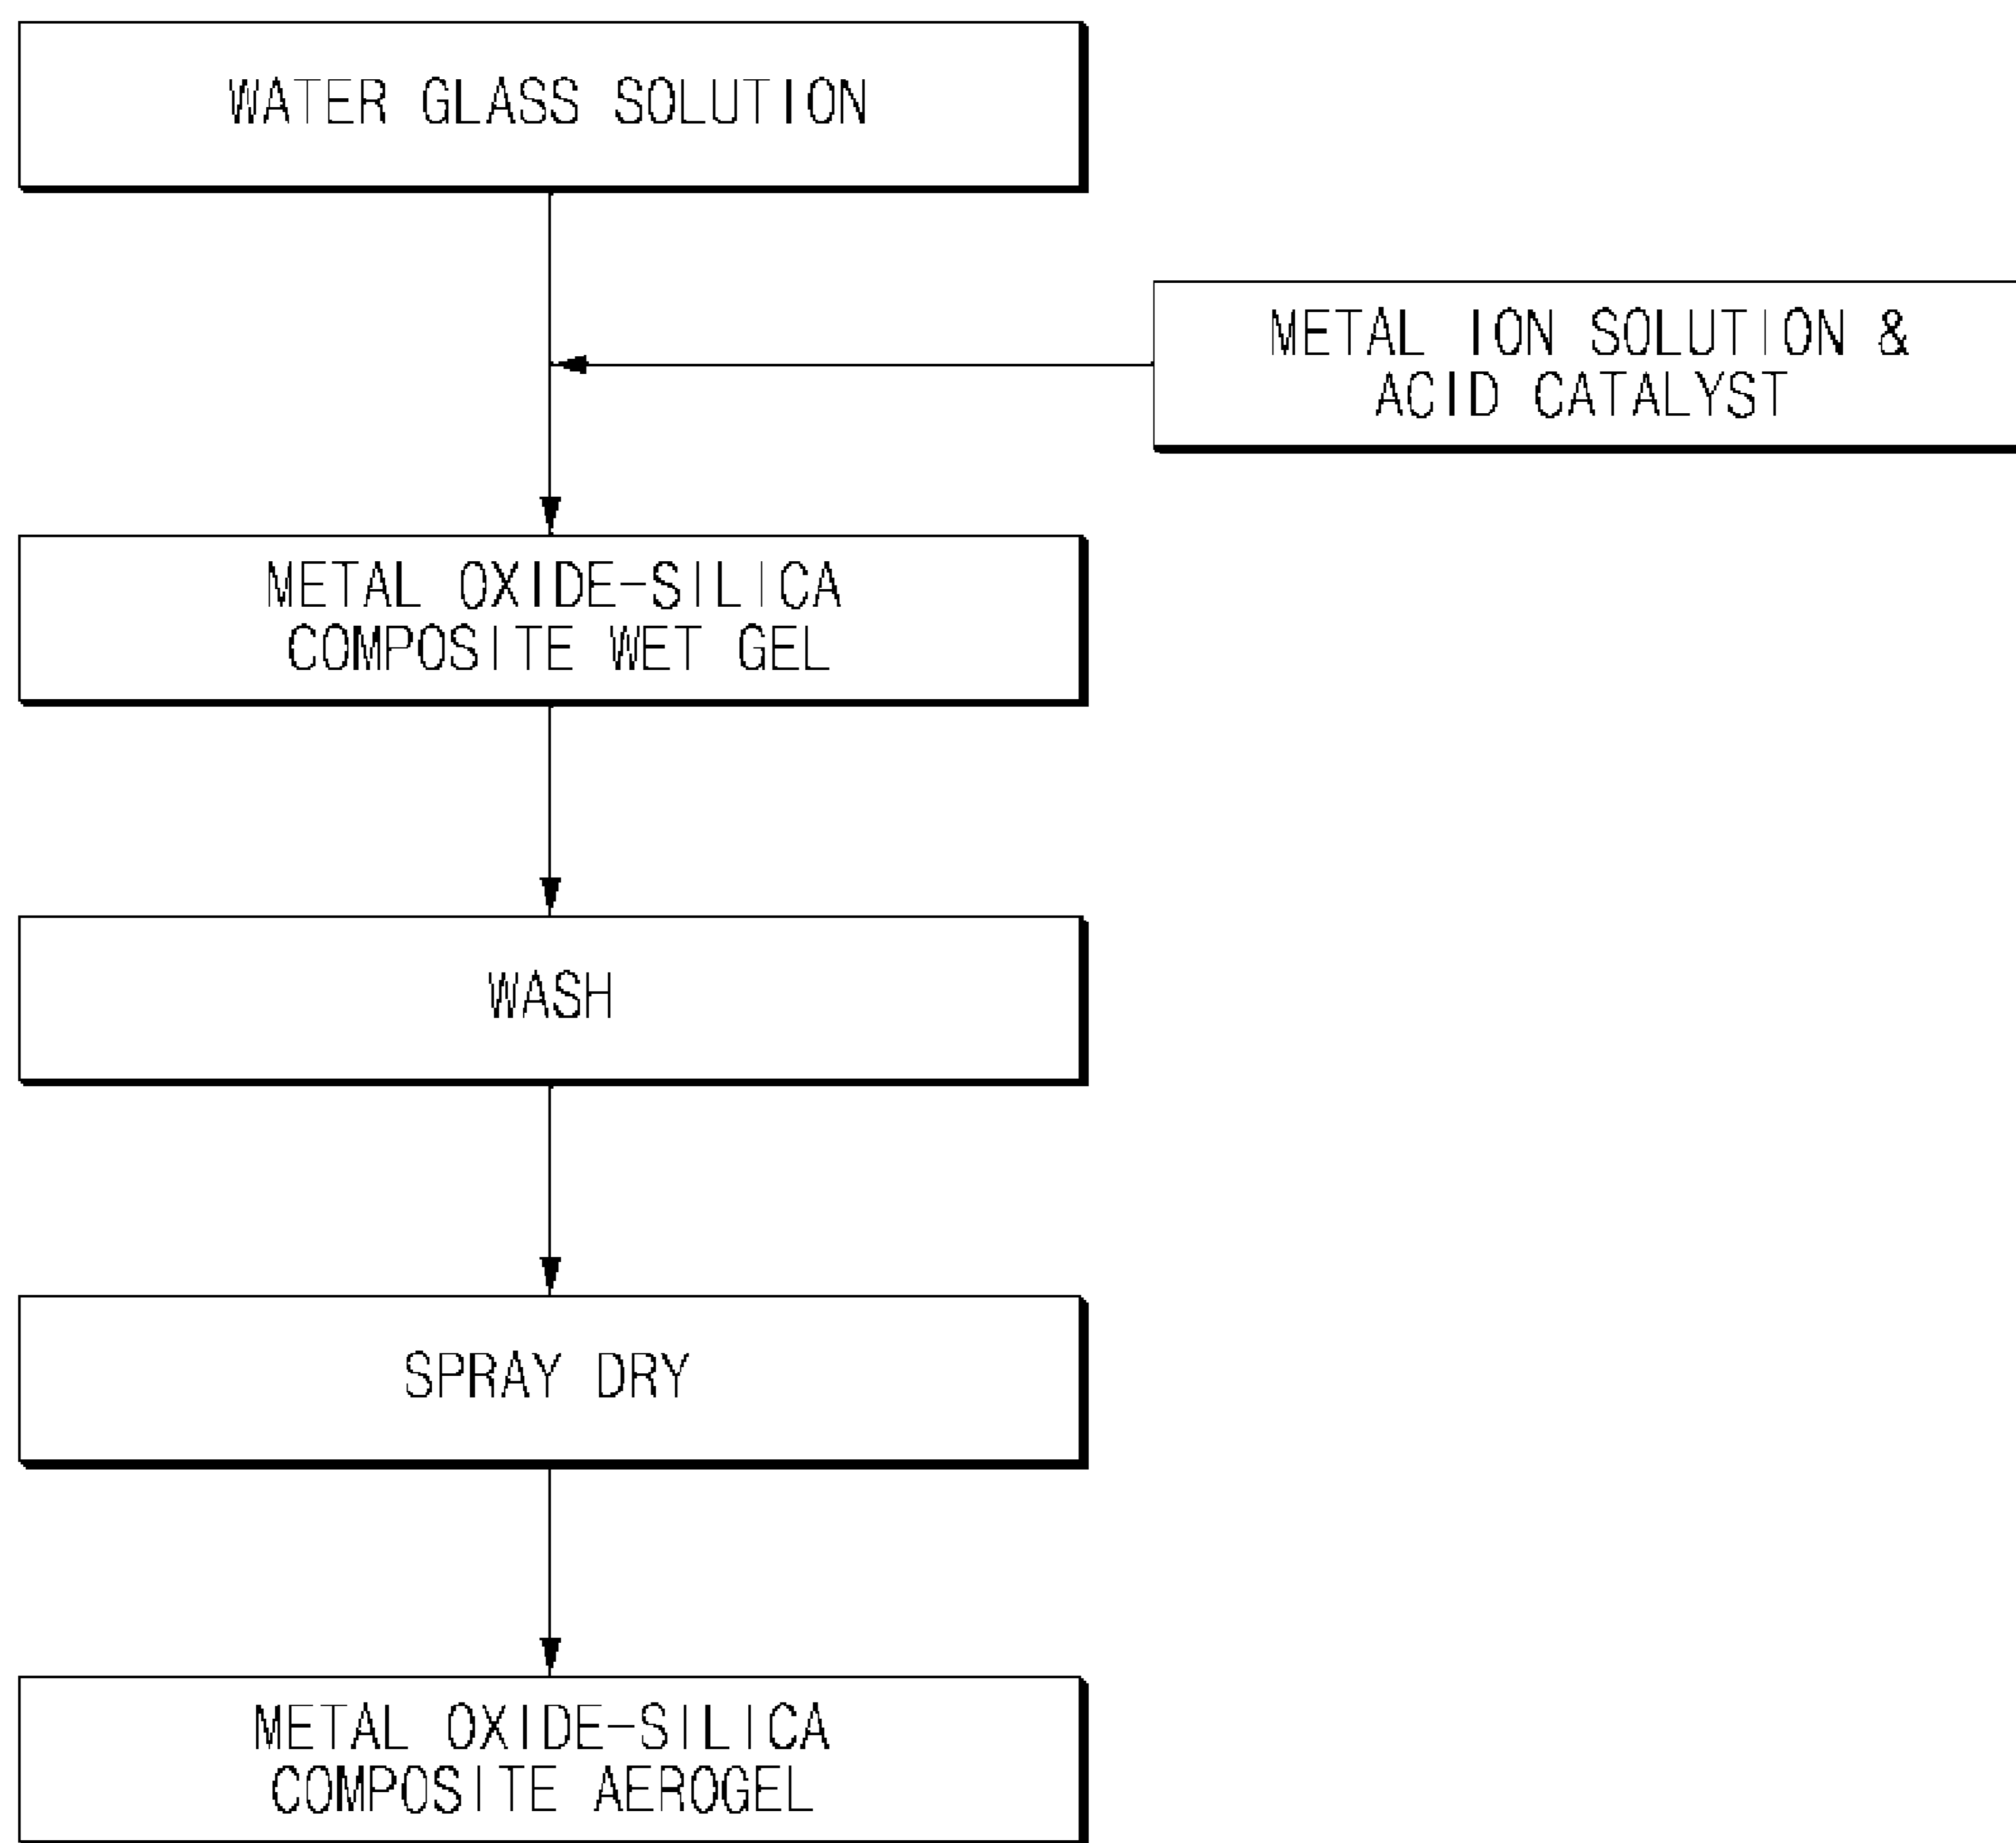 WATER GLASS SOLUTION
METAL ION SOLUTION &
ACID CATALYST
METAL OXIDE-SILICA
COMPOSITE WET GEL
WASH
SPRAY DRY
METAL OXIDE-SILICA
COMPOSITE AEROGEL